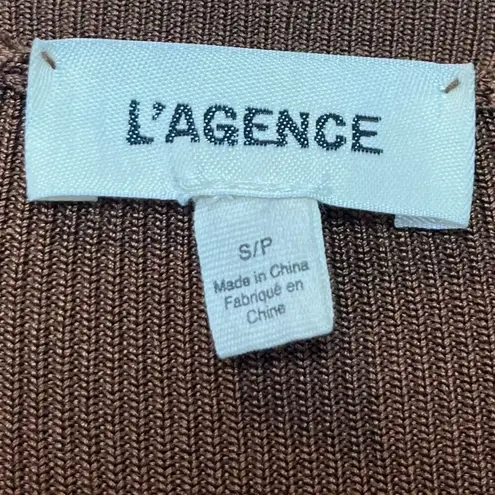 L'AGENCE
S/P
Made in China
Fabriqué en
Chine